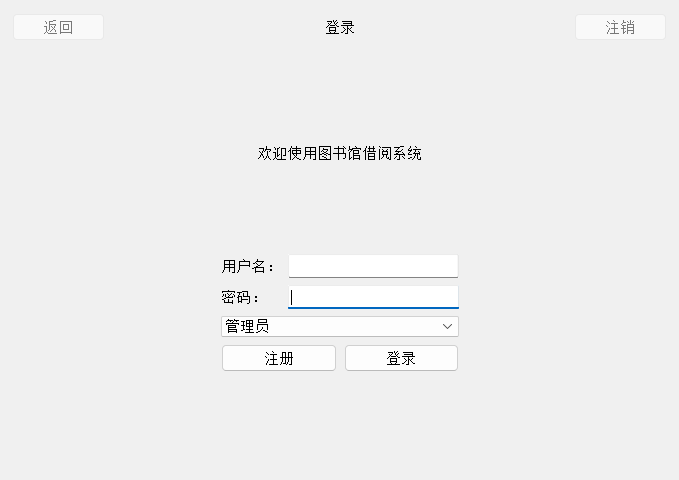 返回 登录 注销
欢迎使用图书馆借阅系统
用户名：
密码：
管理员
注册 登录